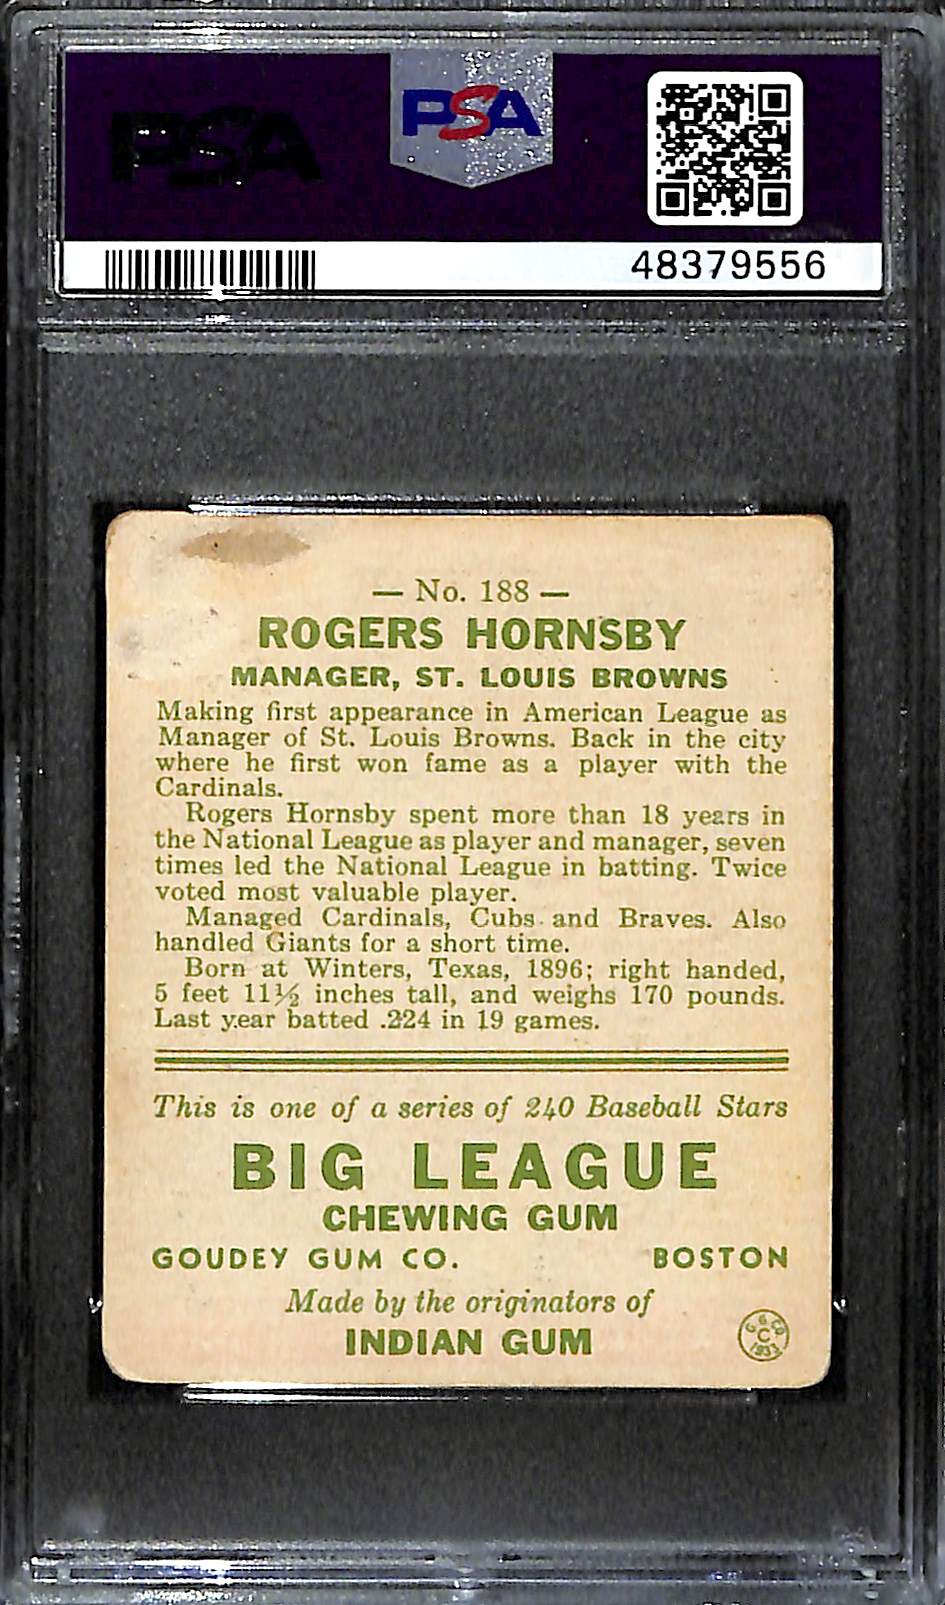 PSA
PSA
48379556
— No. 188 —
ROGERS HORNSBY
MANAGER, ST. LOUIS BROWNS
Making first appearance in American League as
Manager of St. Louis Browns. Back in the city
where he first won fame as a player with the
Cardinals.
Rogers Hornsby spent more than 18 years in
the National League as player and manager, seven
times led the National League in batting. Twice
voted most valuable player.
Managed Cardinals, Cubs and Braves. Also
handled Giants for a short time.
Born at Winters, Texas, 1896; right handed,
5 feet 11½ inches tall, and weighs 170 pounds.
Last year batted .224 in 19 games.
This is one of a series of 240 Baseball Stars
BIG LEAGUE
CHEWING GUM
GOUDEY GUM CO. BOSTON
Made by the originators of
INDIAN GUM
G. G. CO.
C
1933